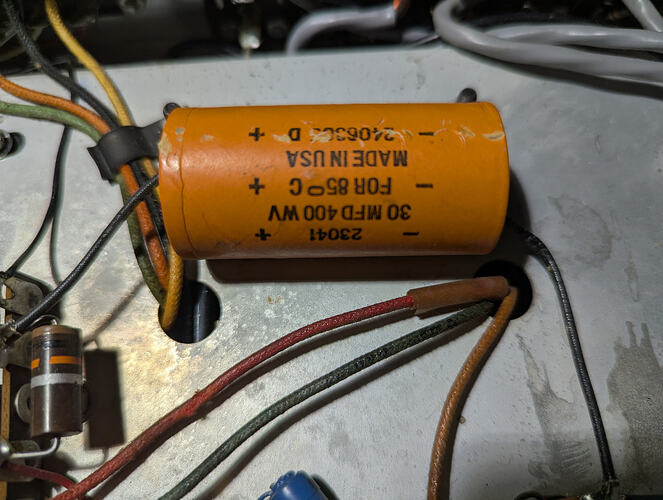 − 23041 +
30 MFD 400 WV
− FOR 85°C +
MADE IN USA
− D +